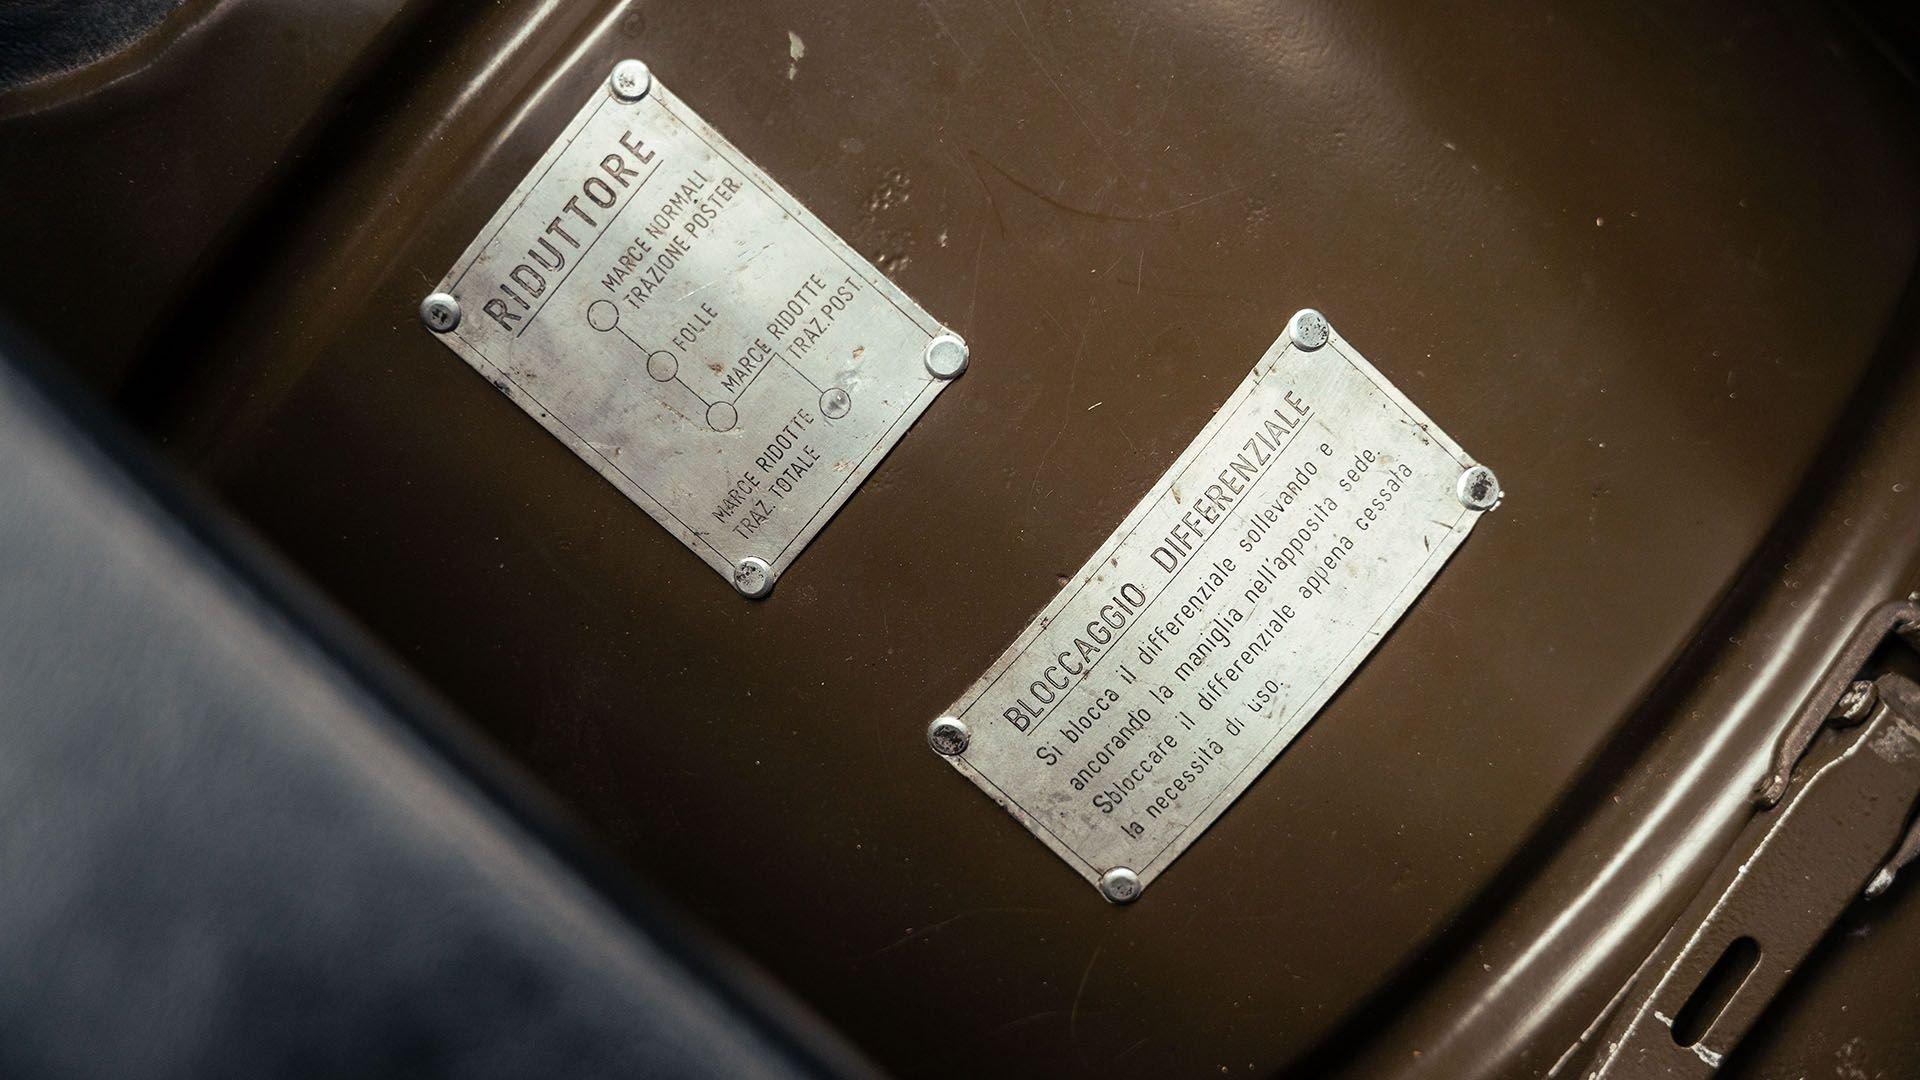 RIDUTTORE
MARCE NORMALI
TRAZIONE POSTER.
FOLLE
MARCE RIDOTTE
TRAZ. POST.
MARCE RIDOTTE
TRAZ. TOTALE
BLOCCAGGIO DIFFERENZIALE
Si blocca il differenziale sollevando e
ancorando la maniglia nell'apposita sede.
Sbloccare il differenziale appena cessata
la necessità di uso.